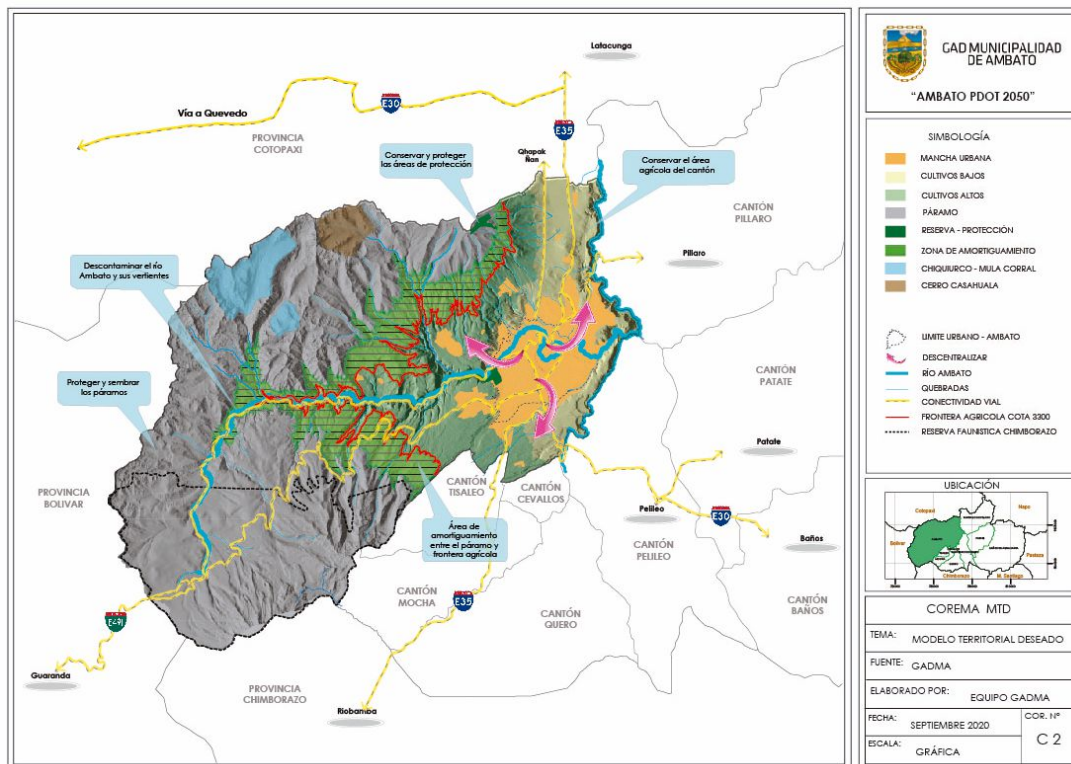 Latacunga
Vía a Quevedo
E30
PROVINCIA
COTOPAXI
E35
Qhapak
Ñan
Conservar y proteger
las áreas de protección
Conservar el área
agrícola del cantón
CANTÓN
PILLARO
Píllaro
Descontaminar el río
Ambato y sus vertientes
Proteger y sembrar
los páramos
CANTÓN
PATATE
Patate
PROVINCIA
BOLIVAR
CANTÓN
TISALEO
CANTÓN
CEVALLOS
Pelileo
E30
Baños
CANTÓN
PELILEO
Área de
amortiguamiento
entre el páramo y
frontera agrícola
CANTÓN
MOCHA
E35
CANTÓN
QUERO
CANTÓN
BAÑOS
E491
Guaranda
PROVINCIA
CHIMBORAZO
Riobamba
GAD MUNICIPALIDAD
DE AMBATO
"AMBATO PDOT 2050"
SIMBOLOGÍA
MANCHA URBANA
CULTIVOS BAJOS
CULTIVOS ALTOS
PÁRAMO
RESERVA - PROTECCIÓN
ZONA DE AMORTIGUAMIENTO
CHIQUIURCO - MULA CORRAL
CERRO CASAHUALA
LIMITE URBANO - AMBATO
DESCENTRALIZAR
RÍO AMBATO
QUEBRADAS
CONECTIVIDAD VIAL
FRONTERA AGRICOLA COTA 3300
RESERVA FAUNISTICA CHIMBORAZO
UBICACIÓN
Cotopaxi
Napo
Bolívar
Pastaza
Chimborazo
M. Santiago
COREMA MTD
TEMA: MODELO TERRITORIAL DESEADO
FUENTE: GADMA
ELABORADO POR: EQUIPO GADMA
FECHA: SEPTIEMBRE 2020
COR. Nº
C 2
ESCALA: GRÁFICA